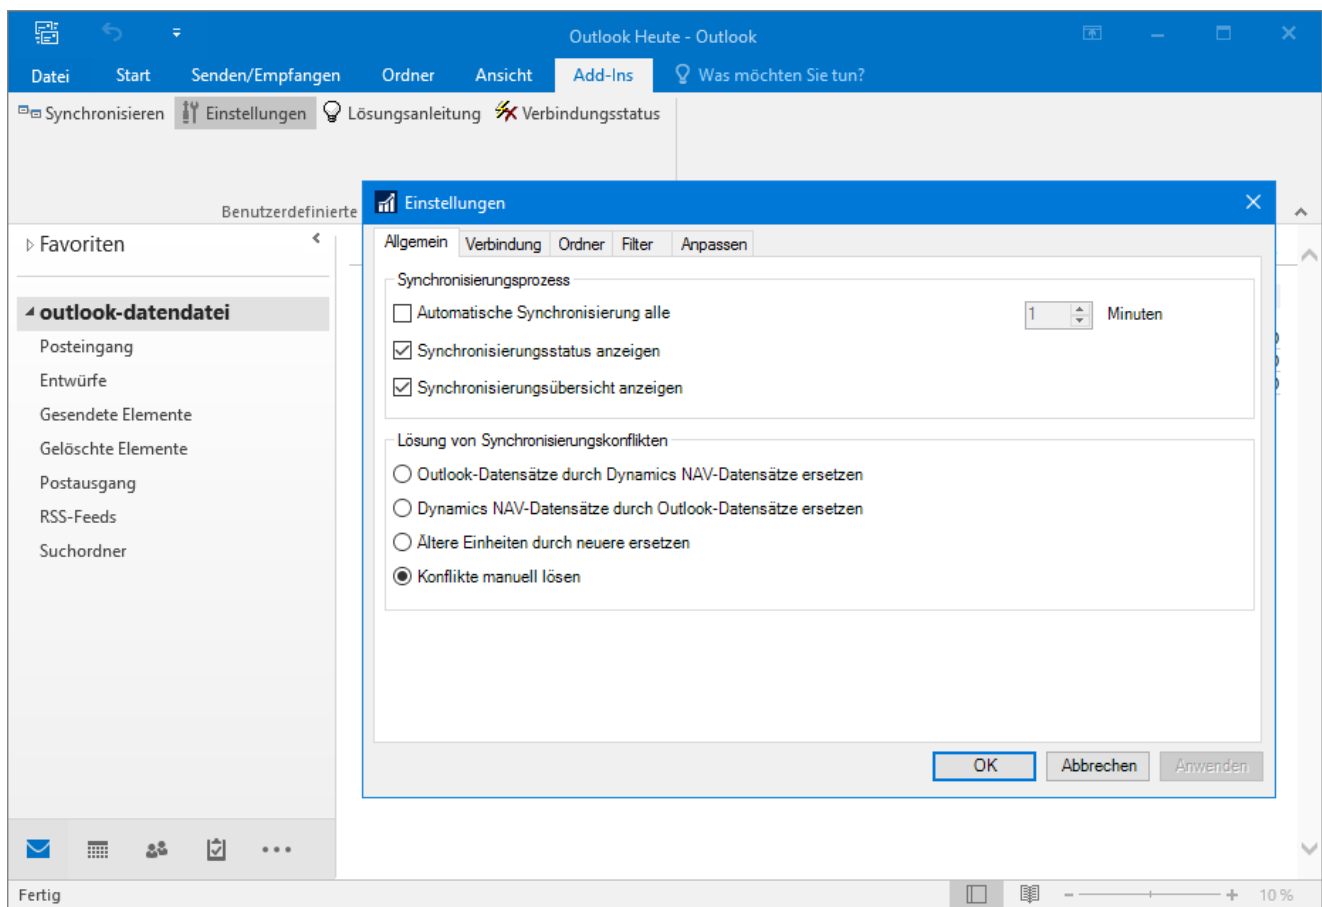 Outlook Heute - Outlook
Datei Start Senden/Empfangen Ordner Ansicht Add-Ins Was möchten Sie tun?
Synchronisieren Einstellungen Lösungsanleitung Verbindungsstatus
Benutzerdefinierte
Einstellungen
Favoriten
Allgemein Verbindung Ordner Filter Anpassen
Synchronisierungsprozess
outlook-datendatei
Automatische Synchronisierung alle 1 Minuten
Posteingang
Synchronisierungsstatus anzeigen
Entwürfe
Synchronisierungsübersicht anzeigen
Gesendete Elemente
Lösung von Synchronisierungskonflikten
Gelöschte Elemente
Outlook-Datensätze durch Dynamics NAV-Datensätze ersetzen
Postausgang
Dynamics NAV-Datensätze durch Outlook-Datensätze ersetzen
RSS-Feeds
Ältere Einheiten durch neuere ersetzen
Suchordner
Konflikte manuell lösen
OK Abbrechen Anwenden
Fertig 10 %